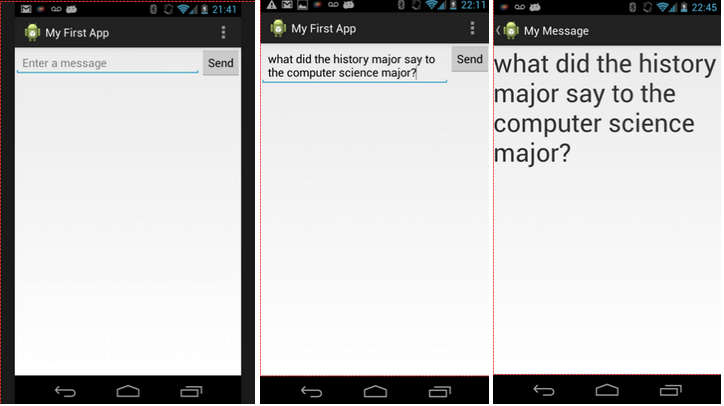 21:41
My First App
Enter a message
Send
22:11
My First App
what did the history major say to
the computer science major?
Send
22:45
My Message
what did the history
major say to the
computer science
major?